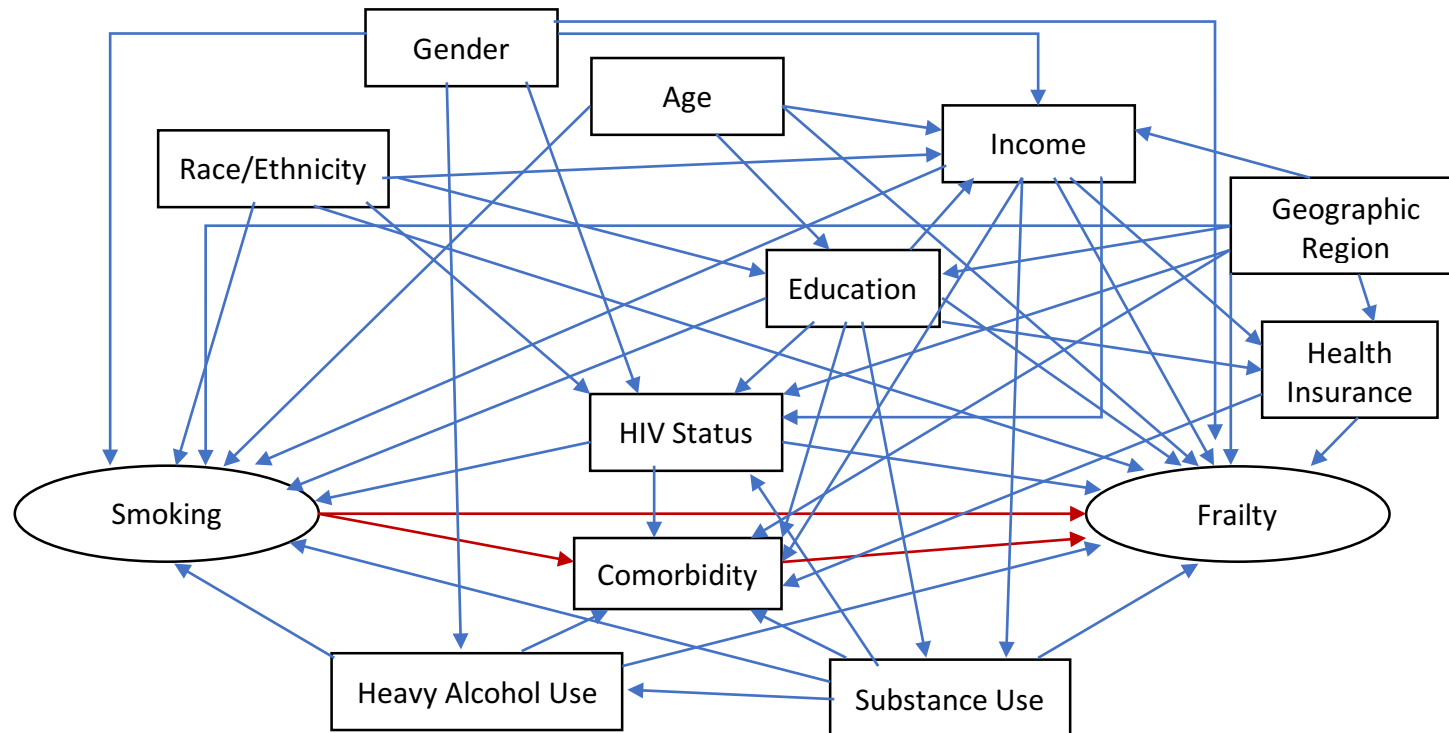 Gender
Age
Income
Race/Ethnicity
Geographic
Region
Education
Health
Insurance
HIV Status
Smoking
Frailty
Comorbidity
Heavy Alcohol Use
Substance Use